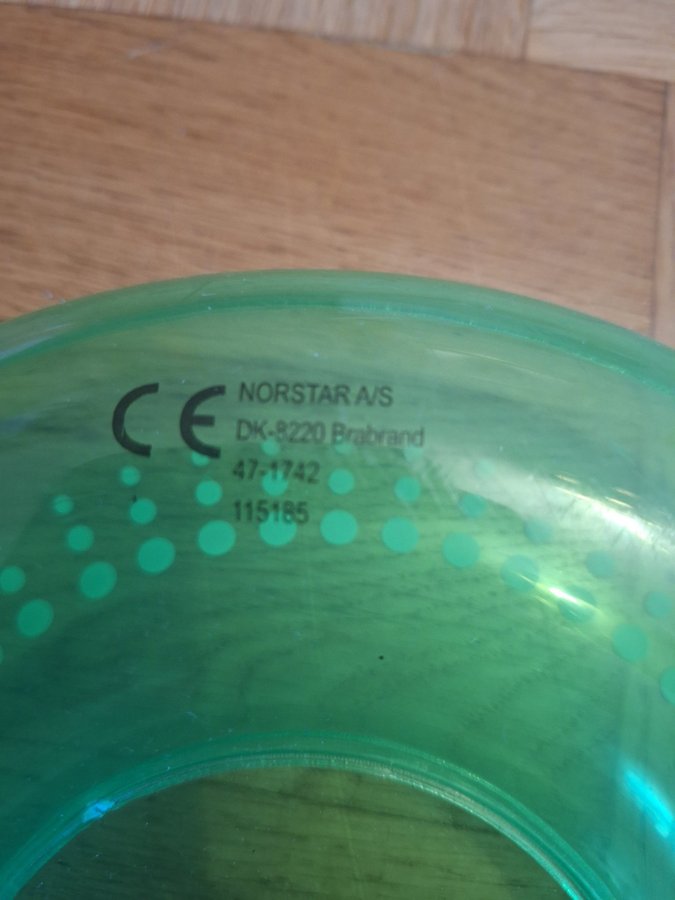 CE NORSTAR A/S
DK-8220 Brabrand
47-1742
115185